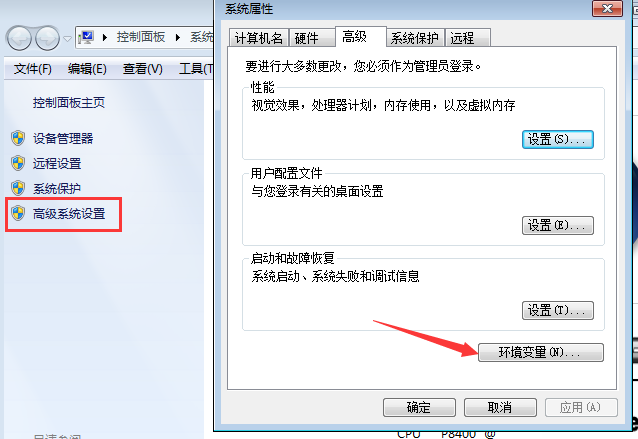 系统属性
控制面板
系统
文件(F) 编辑(E) 查看(V) 工具(T
控制面板主页
设备管理器
远程设置
系统保护
高级系统设置
计算机名 硬件 高级 系统保护 远程
要进行大多数更改，您必须作为管理员登录。
性能
视觉效果，处理器计划，内存使用，以及虚拟内存
设置(S)...
用户配置文件
与您登录有关的桌面设置
设置(E)...
启动和故障恢复
系统启动、系统失败和调试信息
设置(T)...
环境变量(N)...
确定 取消 应用(A)
CPU P8400 @